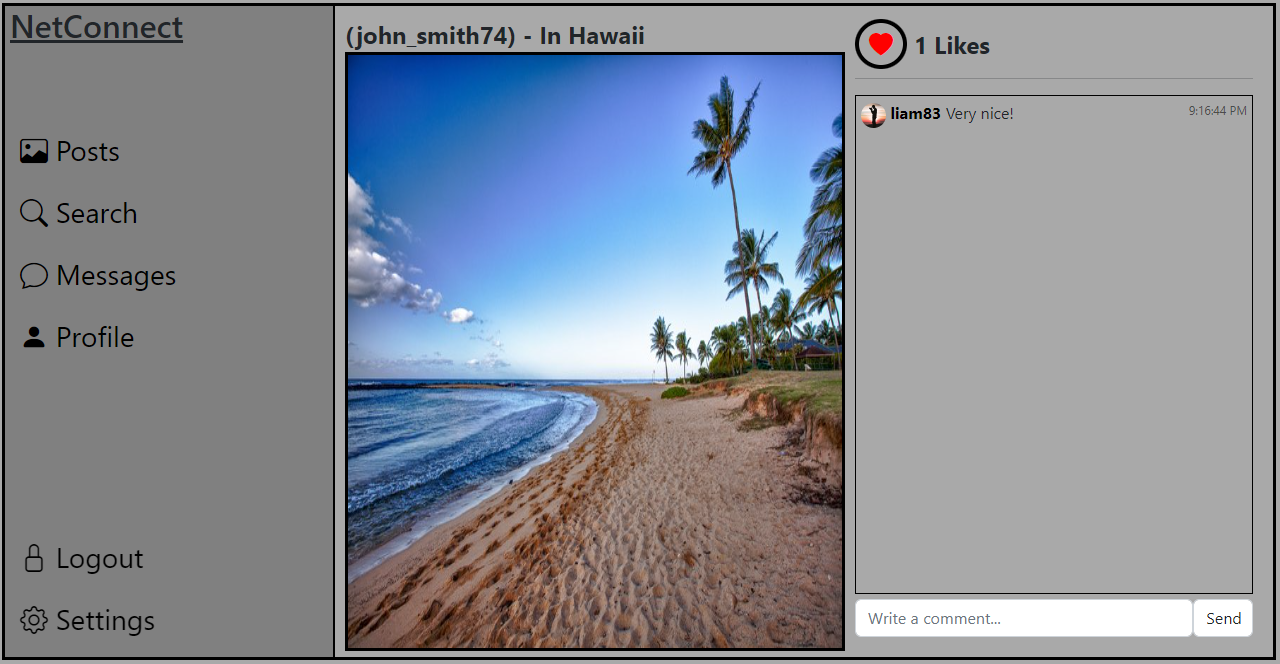 NetConnect
Posts
Search
Messages
Profile
Logout
Settings
(john_smith74) - In Hawaii
1 Likes
liam83 Very nice! 9:16:44 PM
Write a comment... Send